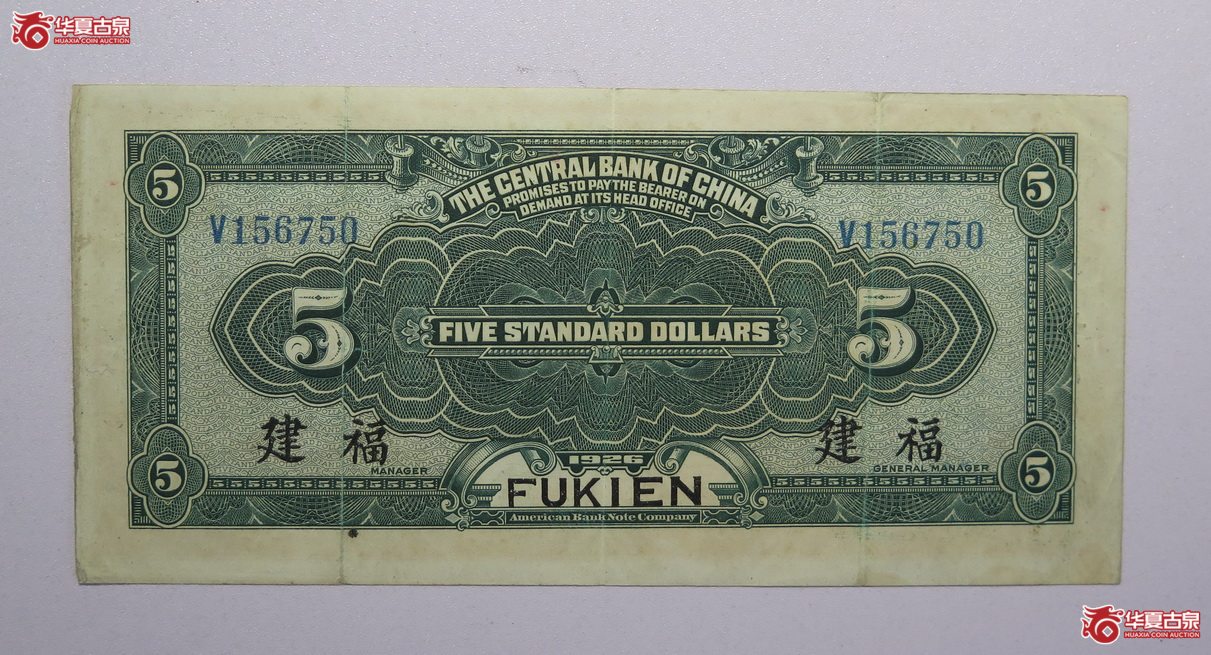 华夏古泉
HUAXIA COIN AUCTION
5
5
THE CENTRAL BANK OF CHINA
PROMISES TO PAY THE BEARER ON
DEMAND AT ITS HEAD OFFICE
V156750
V156750
5
FIVE STANDARD DOLLARS
5
建 福
建 福
MANAGER
1926
GENERAL MANAGER
5
FUKIEN
5
American Bank Note Company
华夏古泉
HUAXIA COIN AUCTION